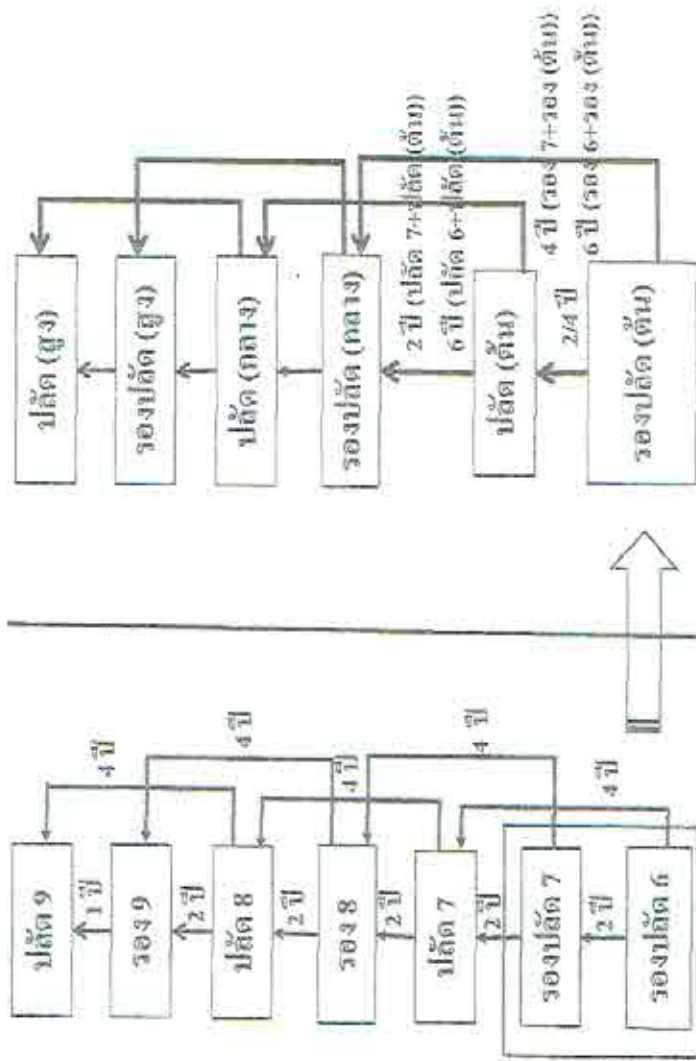 ปลัด 9
1 ปี
4 ปี
รอง 9
2 ปี
4 ปี
ปลัด 8
2 ปี
4 ปี
รอง 8
2 ปี
4 ปี
ปลัด 7
2 ปี
4 ปี
รองปลัด 7
2 ปี
รองปลัด 6
ปลัด (สูง)
รองปลัด (สูง)
ปลัด (กลาง)
รองปลัด (กลาง)
2 ปี (ปลัด 7+ปลัด (ต้น))
6 ปี (ปลัด 6+ปลัด (ต้น))
ปลัด (ต้น)
2/4 ปี
4 ปี (รอง 7+รอง (ต้น))
6 ปี (รอง 6+รอง (ต้น))
รองปลัด (ต้น)